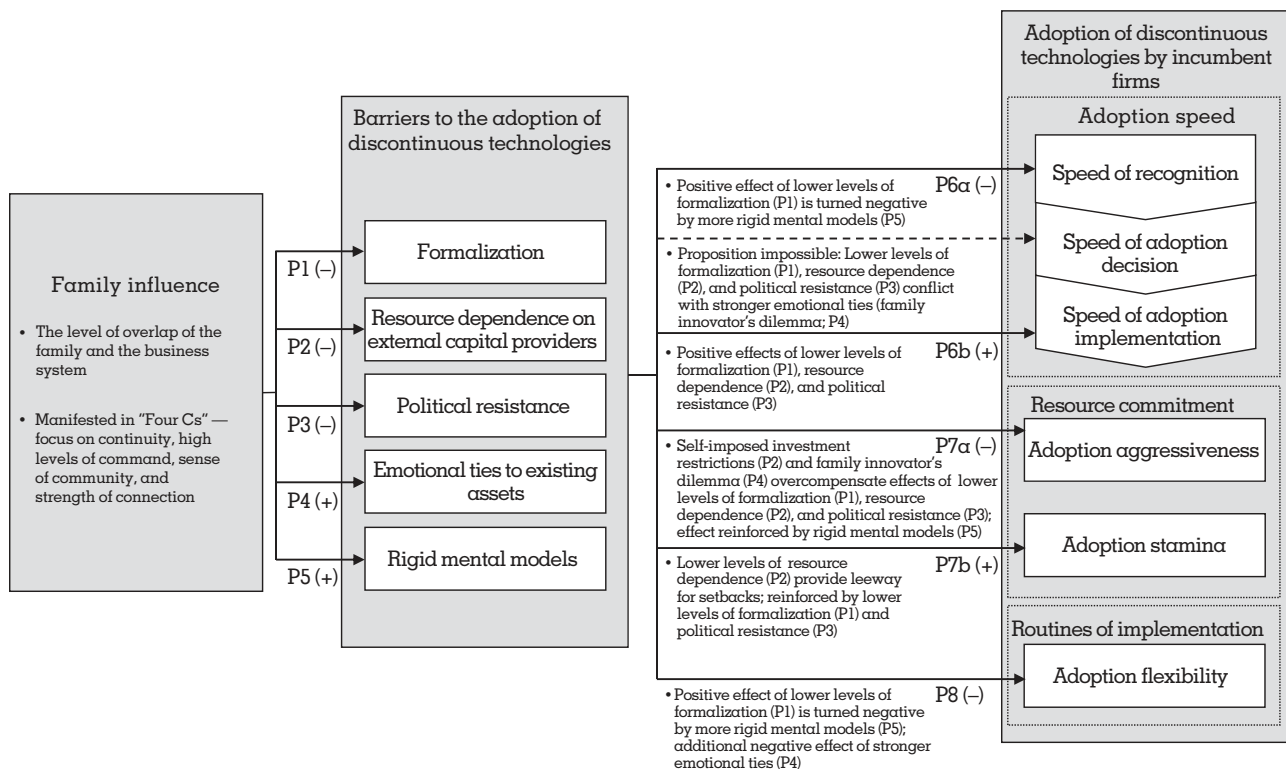 Family influence
• The level of overlap of the
family and the business
system
• Manifested in "Four Cs" —
focus on continuity, high
levels of command, sense
of community, and
strength of connection
P1 (–)
P2 (–)
P3 (–)
P4 (+)
P5 (+)
Barriers to the adoption of
discontinuous technologies
Formalization
Resource dependence on
external capital providers
Political resistance
Emotional ties to existing
assets
Rigid mental models
P6a (–)
• Positive effect of lower levels of
formalization (P1) is turned negative
by more rigid mental models (P5)
• Proposition impossible: Lower levels of
formalization (P1), resource dependence
(P2), and political resistance (P3) conflict
with stronger emotional ties (family
innovator's dilemma; P4)
P6b (+)
• Positive effects of lower levels of
formalization (P1), resource
dependence (P2), and political
resistance (P3)
P7a (–)
• Self-imposed investment
restrictions (P2) and family innovator's
dilemma (P4) overcompensate effects of lower
levels of formalization (P1), resource
dependence (P2), and political resistance (P3);
effect reinforced by rigid mental models (P5)
P7b (+)
• Lower levels of resource
dependence (P2) provide leeway
for setbacks; reinforced by lower
levels of formalization (P1) and
political resistance (P3)
P8 (–)
• Positive effect of lower levels of
formalization (P1) is turned negative
by more rigid mental models (P5);
additional negative effect of stronger
emotional ties (P4)
Adoption of discontinuous
technologies by incumbent
firms
Adoption speed
Speed of recognition
Speed of adoption
decision
Speed of adoption
implementation
Resource commitment
Adoption aggressiveness
Adoption stamina
Routines of implementation
Adoption flexibility